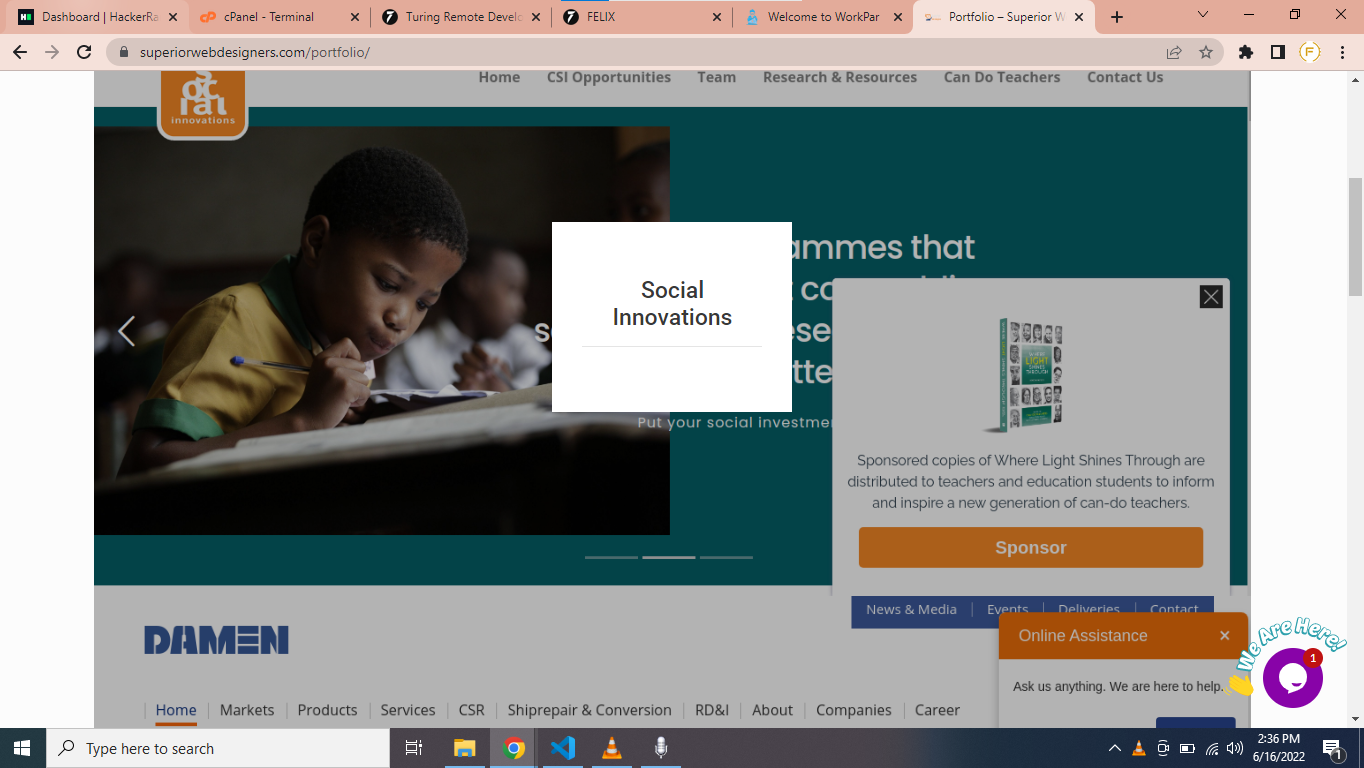 Dashboard | HackerRa
cPanel - Terminal
Turing Remote Develo
FELIX
Welcome to WorkPar
Portfolio – Superior W
superiorwebdesigners.com/portfolio/
F
Home CSI Opportunities Team Research & Resources Can Do Teachers Contact Us
innovations
ammes that
Social
Innovations
Put your social investmen
WHERE
LIGHT
SHINES
THROUGH
Sponsored copies of Where Light Shines Through are
distributed to teachers and education students to inform
and inspire a new generation of can-do teachers.
Sponsor
News & Media Events Deliveries Contact
DAMEN
Online Assistance
We Are Here!
1
Ask us anything. We are here to help.
Home Markets Products Services CSR Shiprepair & Conversion RD&I About Companies Career
Type here to search
2:36 PM
6/16/2022
1